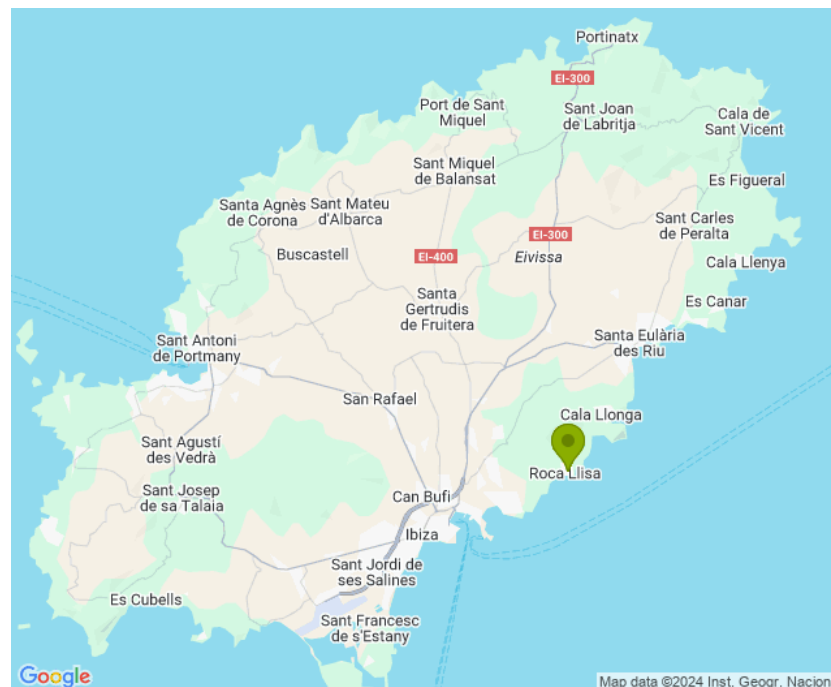 Portinatx
EI-300
Port de Sant
Miquel
Sant Joan
de Labritja
Cala de
Sant Vicent
Sant Miquel
de Balansat
Es Figueral
Santa Agnès
de Corona
Sant Mateu
d'Albarca
Sant Carles
de Peralta
EI-300
Buscastell
EI-400
Eivissa
Cala Llenya
Santa
Gertrudis
de Fruitera
Es Canar
Sant Antoni
de Portmany
Santa Eulària
des Riu
San Rafael
Cala Llonga
Sant Agustí
des Vedrà
Roca Llisa
Sant Josep
de sa Talaia
Can Bufi
Ibiza
Sant Jordi de
ses Salines
Es Cubells
Sant Francesc
de s'Estany
Google
Map data ©2024 Inst. Geogr. Nacion